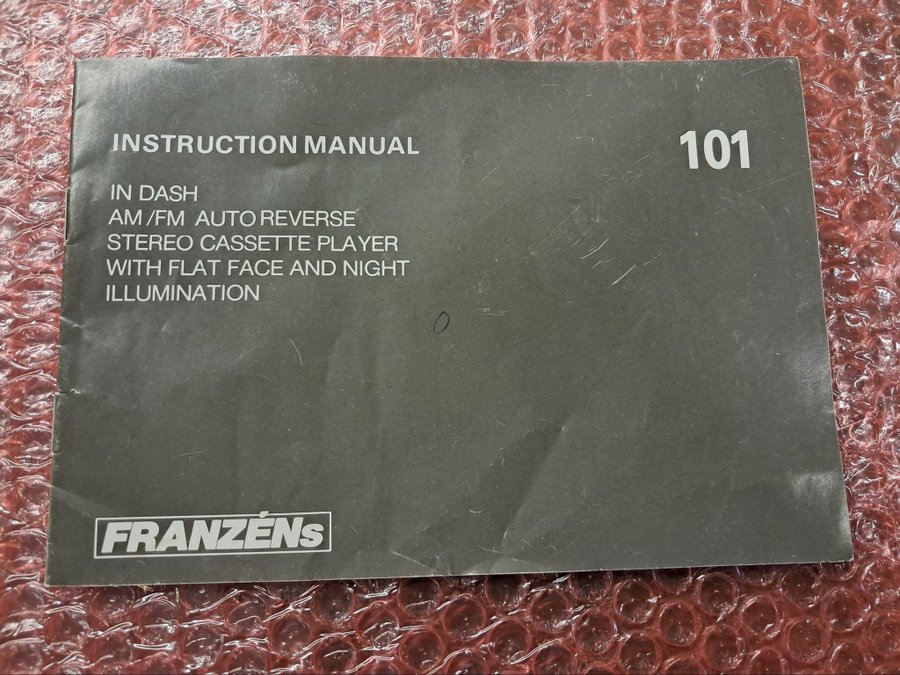 INSTRUCTION MANUAL
101
IN DASH
AM/FM AUTO REVERSE
STEREO CASSETTE PLAYER
WITH FLAT FACE AND NIGHT
ILLUMINATION
O
FRANZÉNs